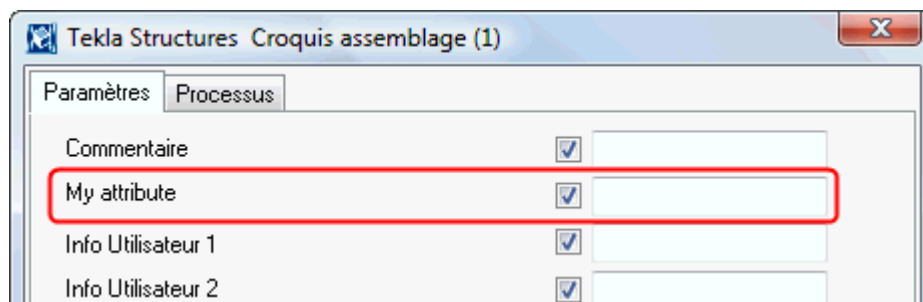 Tekla Structures Croquis assemblage (1)
Paramètres Processus
Commentaire
My attribute
Info Utilisateur 1
Info Utilisateur 2